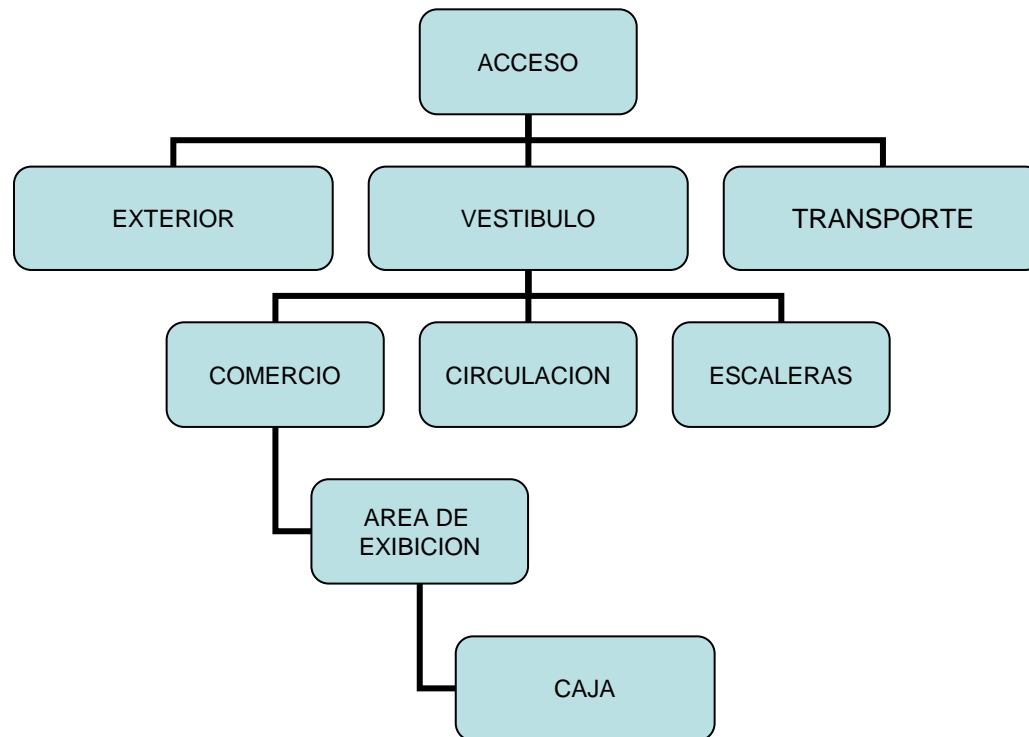 ACCESO
EXTERIOR
VESTIBULO
TRANSPORTE
COMERCIO
CIRCULACION
ESCALERAS
AREA DE
EXIBICION
CAJA